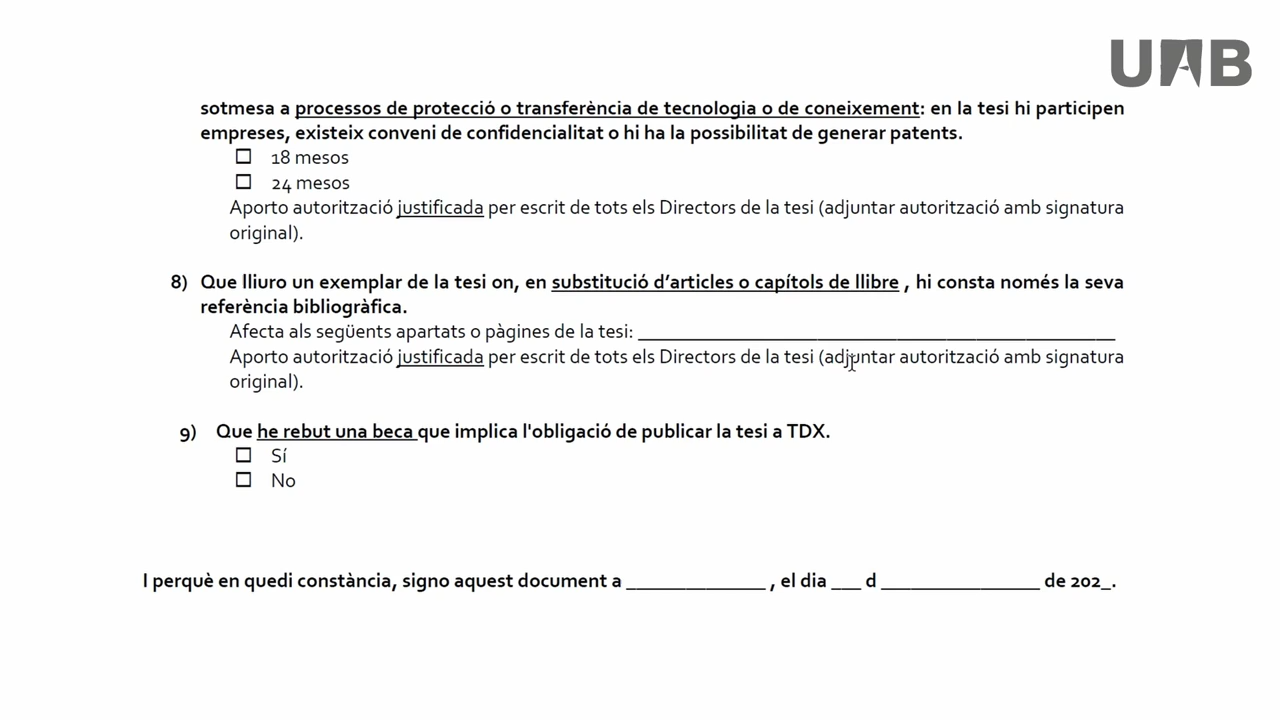 UAB
sotmesa a processos de protecció o transferència de tecnologia o de coneixement: en la tesi hi participen
empreses, existeix conveni de confidencialitat o hi ha la possibilitat de generar patents.
☐ 18 mesos
☐ 24 mesos
Aporto autorització justificada per escrit de tots els Directors de la tesi (adjuntar autorització amb signatura
original).
8) Que lliuro un exemplar de la tesi on, en substitució d’articles o capítols de llibre , hi consta només la seva
referència bibliogràfica.
Afecta als següents apartats o pàgines de la tesi: ________________________________________________
Aporto autorització justificada per escrit de tots els Directors de la tesi (adjuntar autorització amb signatura
original).
9) Que he rebut una beca que implica l'obligació de publicar la tesi a TDX.
☐ Sí
☐ No
I perquè en quedi constància, signo aquest document a ______________ , el dia ___ d ________________ de 202_.